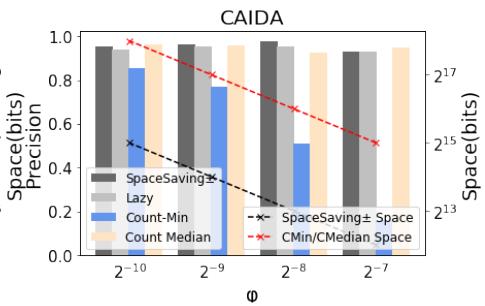 CAIDA
1.0
0.8
0.6
0.4
0.2
0.0
Space(bits)
Precision
2^17
2^15
2^13
Space(bits)
SpaceSaving±
Lazy
Count-Min
Count Median
SpaceSaving± Space
CMin/CMedian Space
2^−10
2^−9
2^−8
2^−7
φ